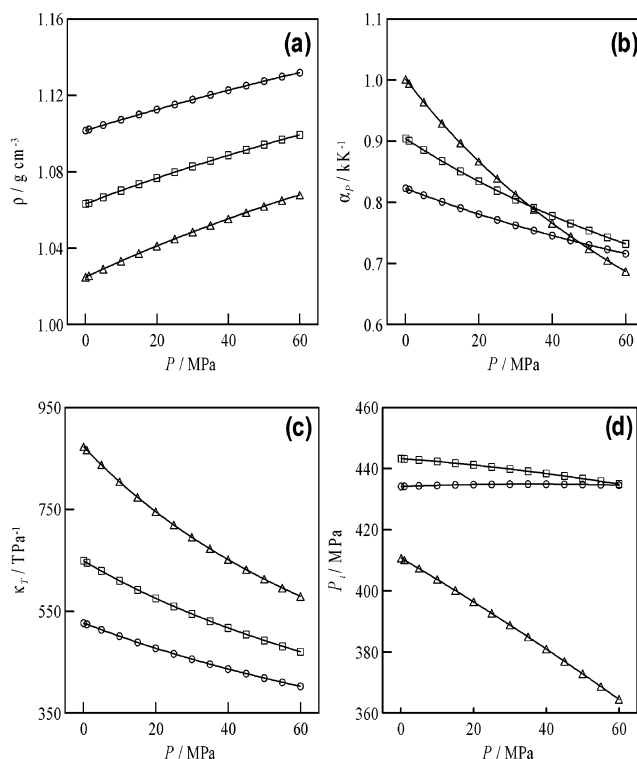 (a)
1.16
1.12
1.08
1.04
1.00
ρ / g cm⁻³
0 20 40 60
P / MPa
(b)
1.1
1.0
0.9
0.8
0.7
0.6
α_P / kK⁻¹
0 20 40 60
P / MPa
(c)
950
750
550
350
κ_T / TPa⁻¹
0 20 40 60
P / MPa
(d)
460
440
420
400
380
360
P_i / MPa
0 20 40 60
P / MPa